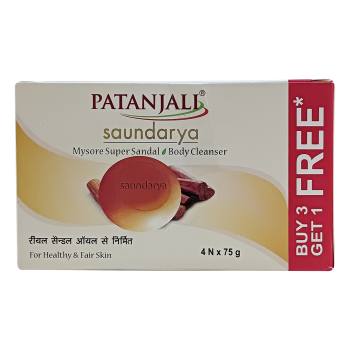 PATANJALI®
saundarya
Mysore Super Sandal Body Cleanser
saundarya
रीयल सेन्डल ऑयल से निर्मित
For Healthy & Fair Skin
4 N x 75 g
BUY 3
GET 1
FREE*